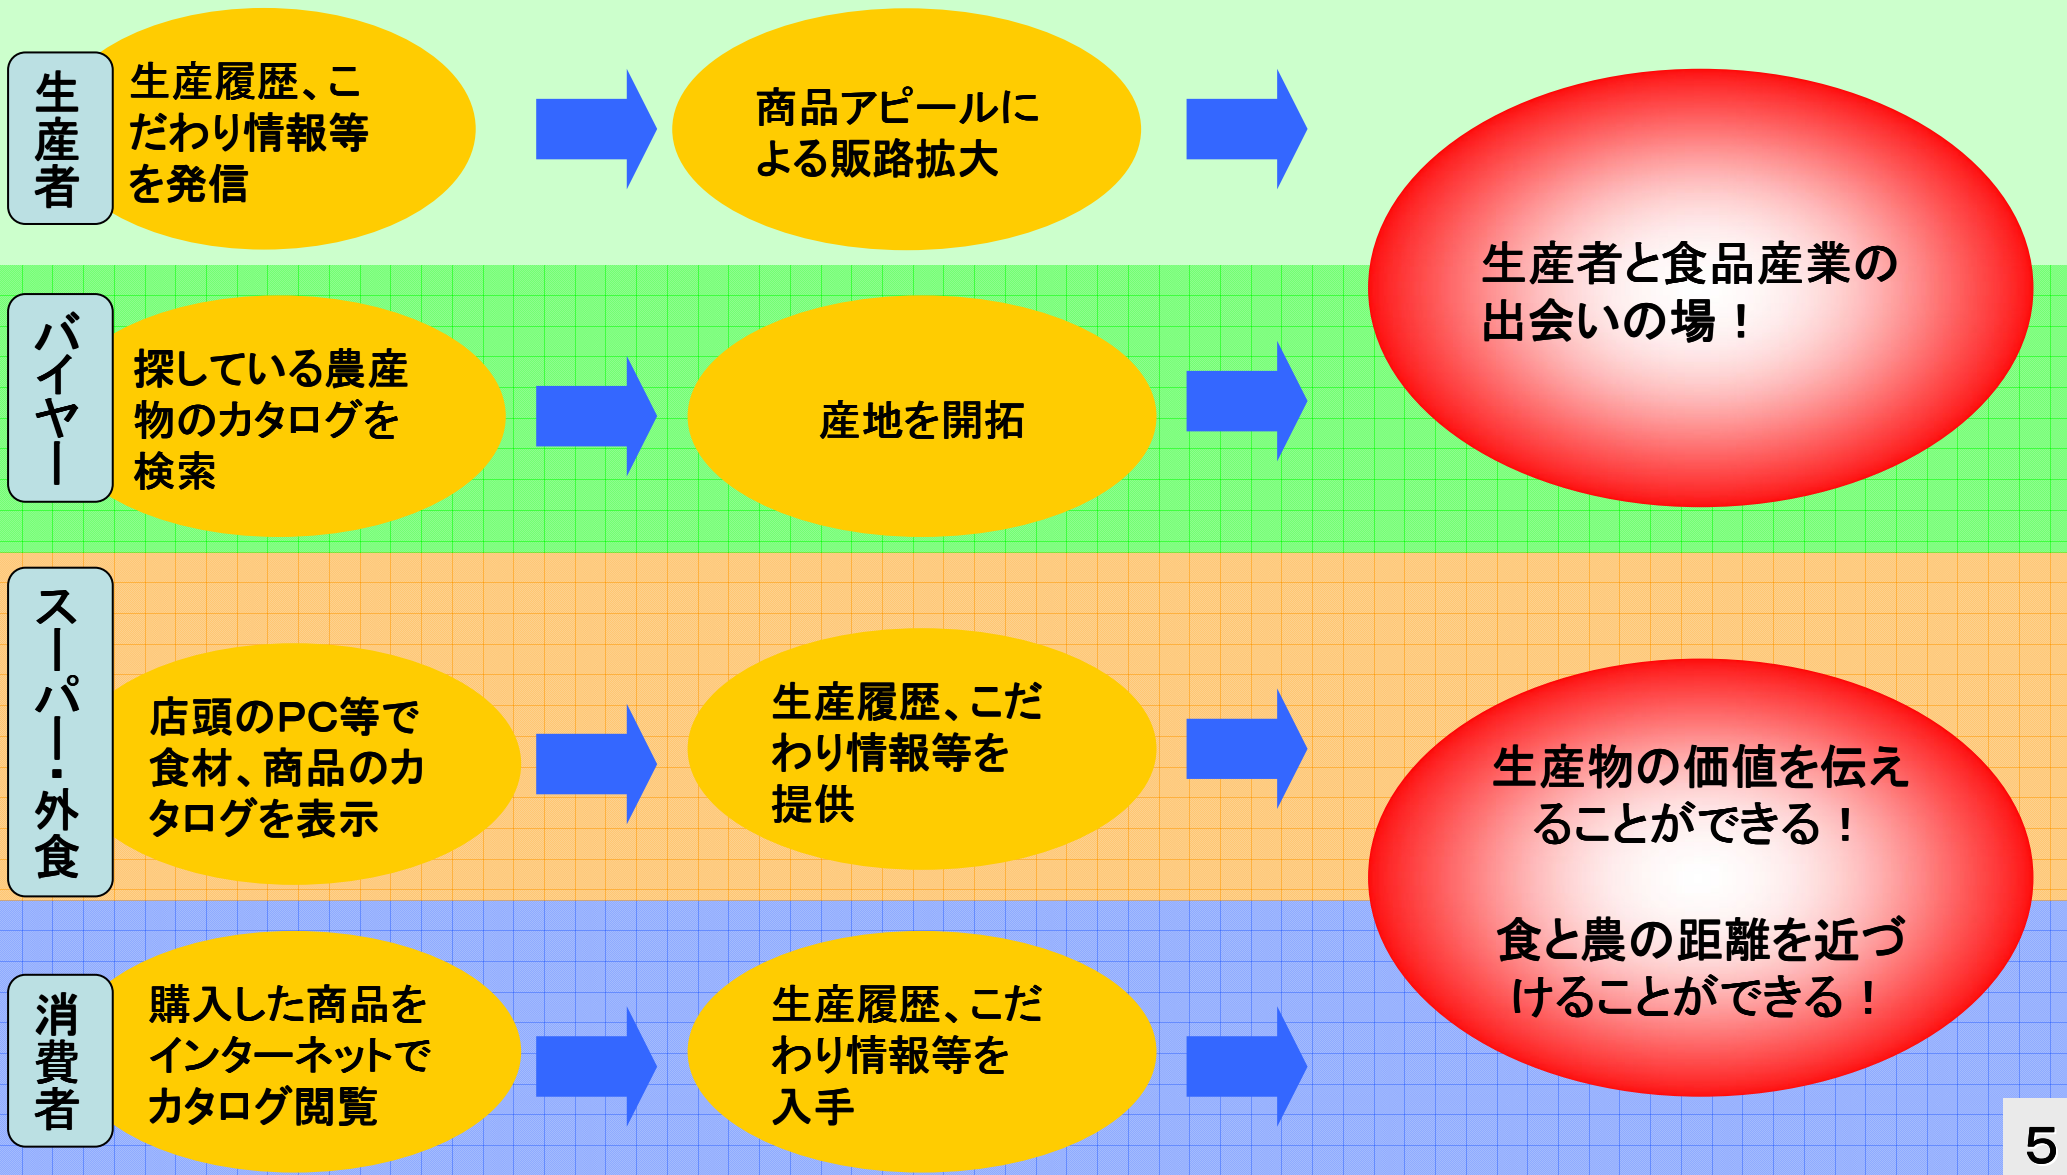 生産者
生産履歴、こ
だわり情報等
を発信
商品アピールに
よる販路拡大
生産者と食品産業の
出会いの場！
バイヤー
探している農産
物のカタログを
検索
産地を開拓
スーパー・外食
店頭のPC等で
食材、商品のカ
タログを表示
生産履歴、こだ
わり情報等を
提供
生産物の価値を伝え
ることができる！
食と農の距離を近づ
けることができる！
消費者
購入した商品を
インターネットで
カタログ閲覧
生産履歴、こだ
わり情報等を
入手
5